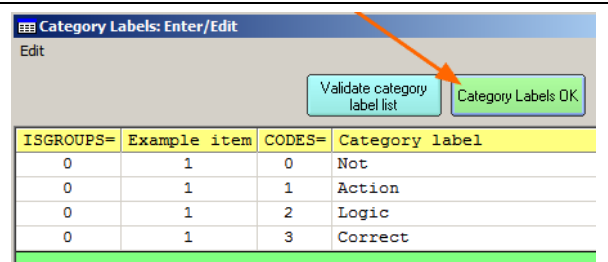 Category Labels: Enter/Edit
Edit
Validate category
label list
Category Labels OK
ISGROUPS= Example item CODES= Category label
0 1 0 Not
0 1 1 Action
0 1 2 Logic
0 1 3 Correct